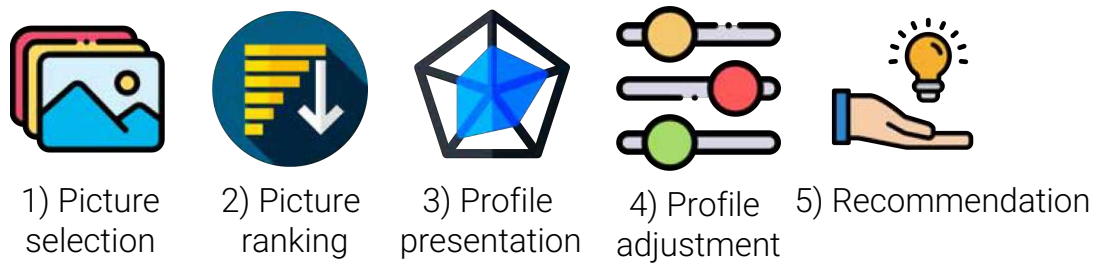 1) Picture
selection
2) Picture
ranking
3) Profile
presentation
4) Profile
adjustment
5) Recommendation